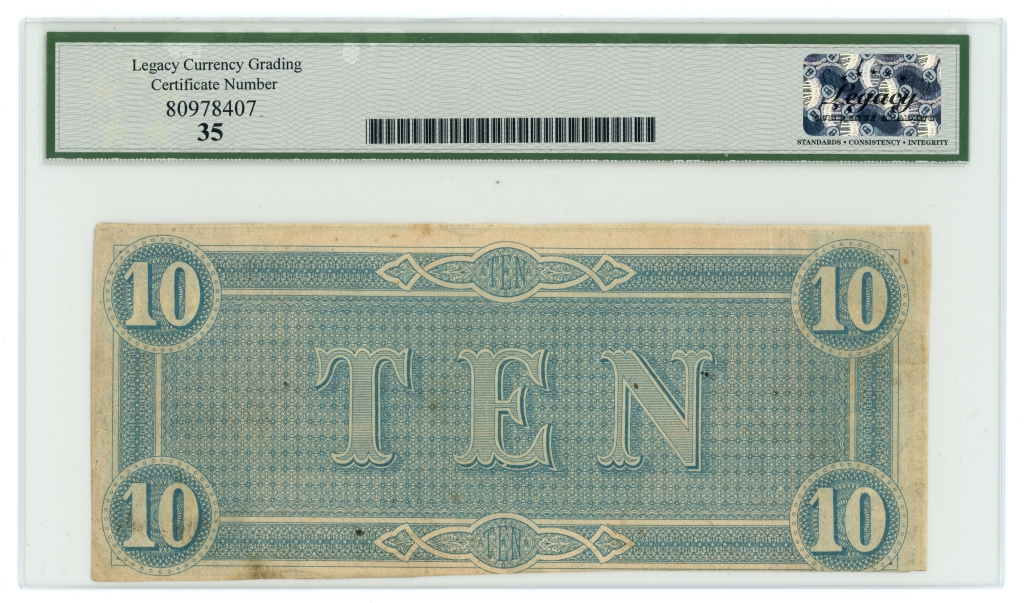 Legacy Currency Grading
Certificate Number
80978407
35
Legacy
STANDARDS • CONSISTENCY • INTEGRITY
10
TEN
10
TEN
10
TEN
10